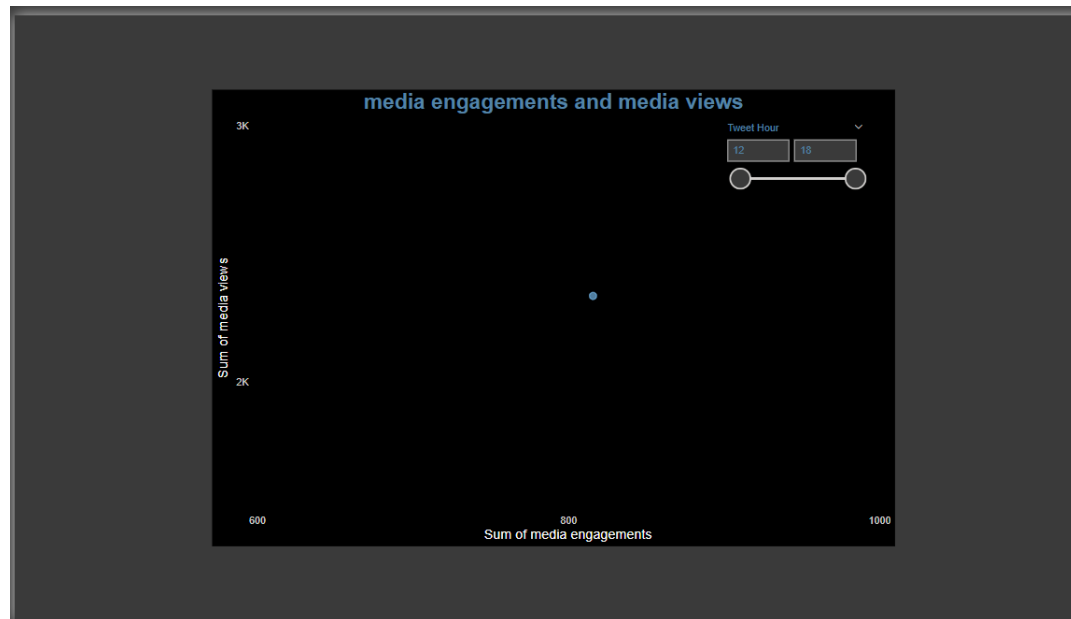 media engagements and media views
3K
Tweet Hour
12 18
Sum of media views
2K
600 800 1000
Sum of media engagements